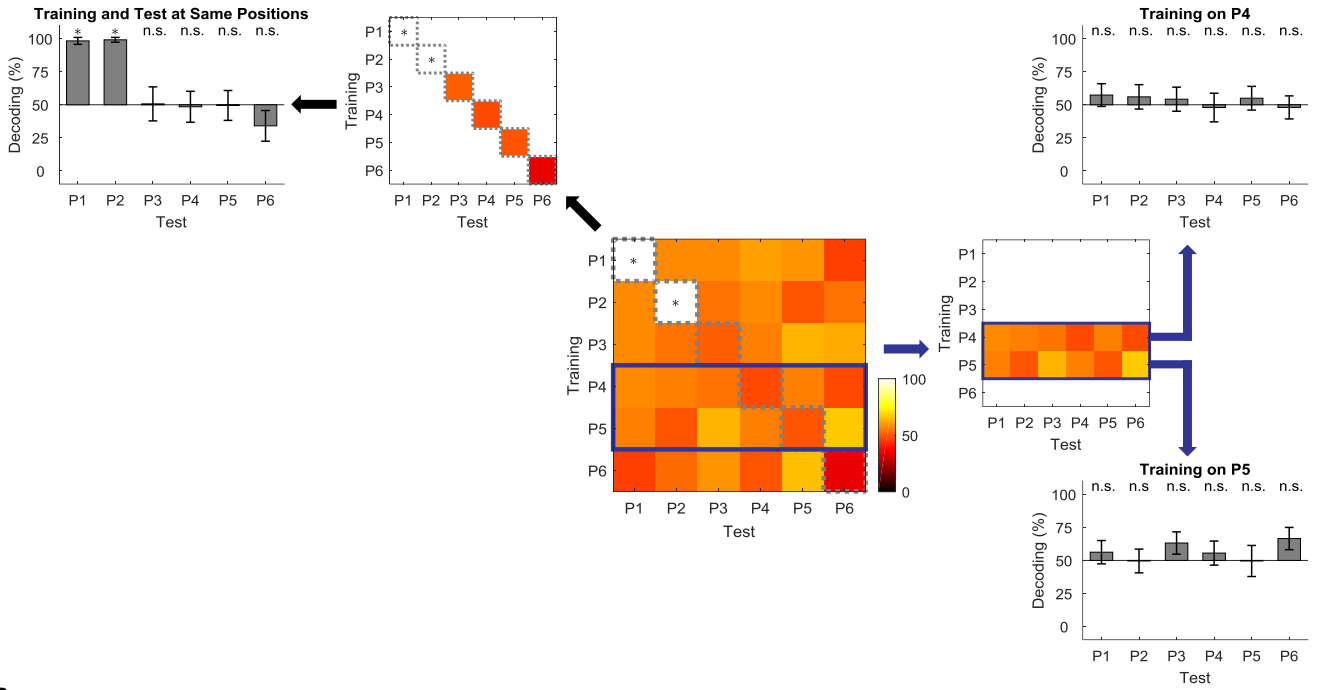 Training and Test at Same Positions
* * n.s. n.s. n.s. n.s.
100
75
50
25
0
Decoding (%)
P1 P2 P3 P4 P5 P6
Test
P1
P2
P3
P4
P5
P6
Training
*
*
P1 P2 P3 P4 P5 P6
Test
P1
P2
P3
P4
P5
P6
Training
*
*
P1 P2 P3 P4 P5 P6
Test
100
50
0
P1
P2
P3
P4
P5
P6
Training
P1 P2 P3 P4 P5 P6
Test
Training on P4
n.s. n.s. n.s. n.s. n.s. n.s.
100
75
50
25
0
Decoding (%)
P1 P2 P3 P4 P5 P6
Test
Training on P5
n.s. n.s n.s. n.s. n.s. n.s.
100
75
50
25
0
Decoding (%)
P1 P2 P3 P4 P5 P6
Test